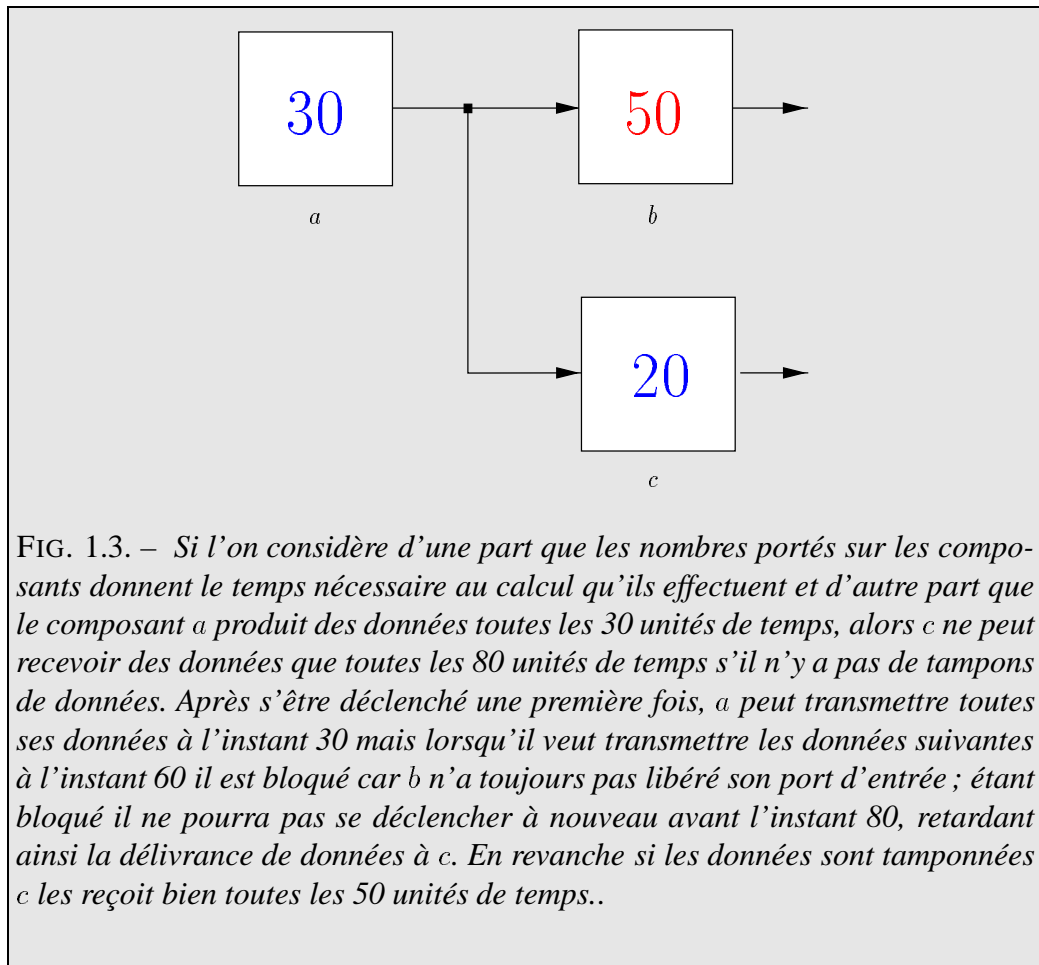 30
50
a
b
20
c
FIG. 1.3. – Si l'on considère d'une part que les nombres portés sur les compo-
sants donnent le temps nécessaire au calcul qu'ils effectuent et d'autre part que
le composant a produit des données toutes les 30 unités de temps, alors c ne peut
recevoir des données que toutes les 80 unités de temps s'il n'y a pas de tampons
de données. Après s'être déclenché une première fois, a peut transmettre toutes
ses données à l'instant 30 mais lorsqu'il veut transmettre les données suivantes
à l'instant 60 il est bloqué car b n'a toujours pas libéré son port d'entrée ; étant
bloqué il ne pourra pas se déclencher à nouveau avant l'instant 80, retardant
ainsi la délivrance de données à c. En revanche si les données sont tamponnées
c les reçoit bien toutes les 50 unités de temps..